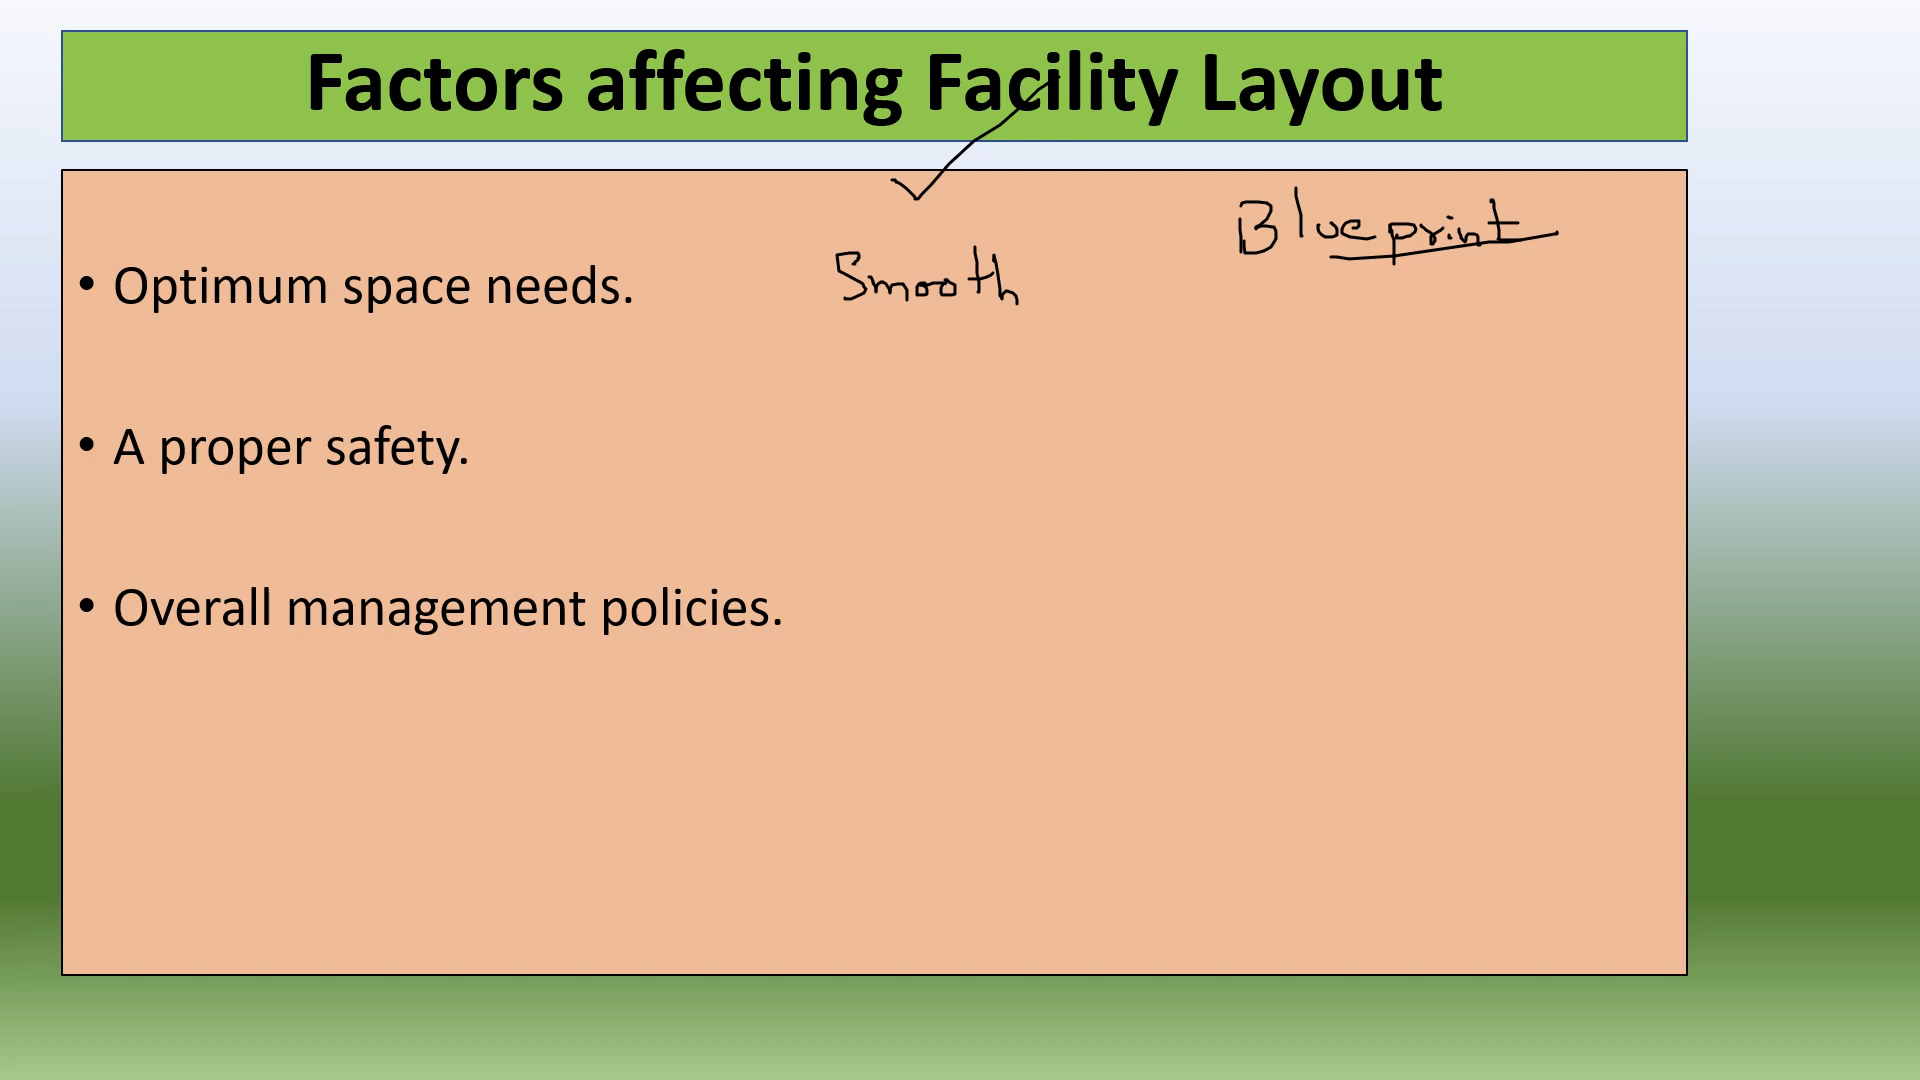 Factors affecting Facility Layout
Blueprint
Smooth
• Optimum space needs.
• A proper safety.
• Overall management policies.